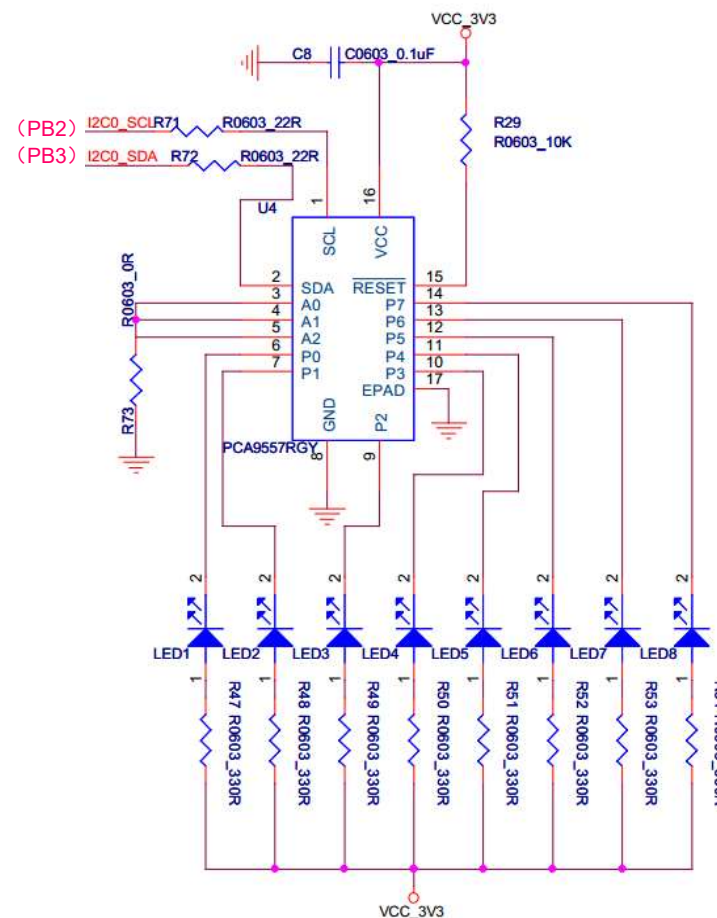 VCC_3V3
C8 C0603_0.1uF
(PB2) I2C0_SCL R71 R0603_22R
R29
R0603_10K
(PB3) I2C0_SDA R72 R0603_22R
1
16
U4
SCL
VCC
2 SDA RESET 15
3 A0 P7 14
4 A1 P6 13
5 A2 P5 12
6 P0 P4 11
7 P1 P3 10
EPAD 17
R0603_0R
R73
GND
P2
PCA9557RGY
8
9
2 2 2 2 2 2 2 2
LED1 LED2 LED3 LED4 LED5 LED6 LED7 LED8
1 1 1 1 1 1 1 1
R47 R0603_330R
R48 R0603_330R
R49 R0603_330R
R50 R0603_330R
R51 R0603_330R
R52 R0603_330R
R53 R0603_330R
VCC_3V3